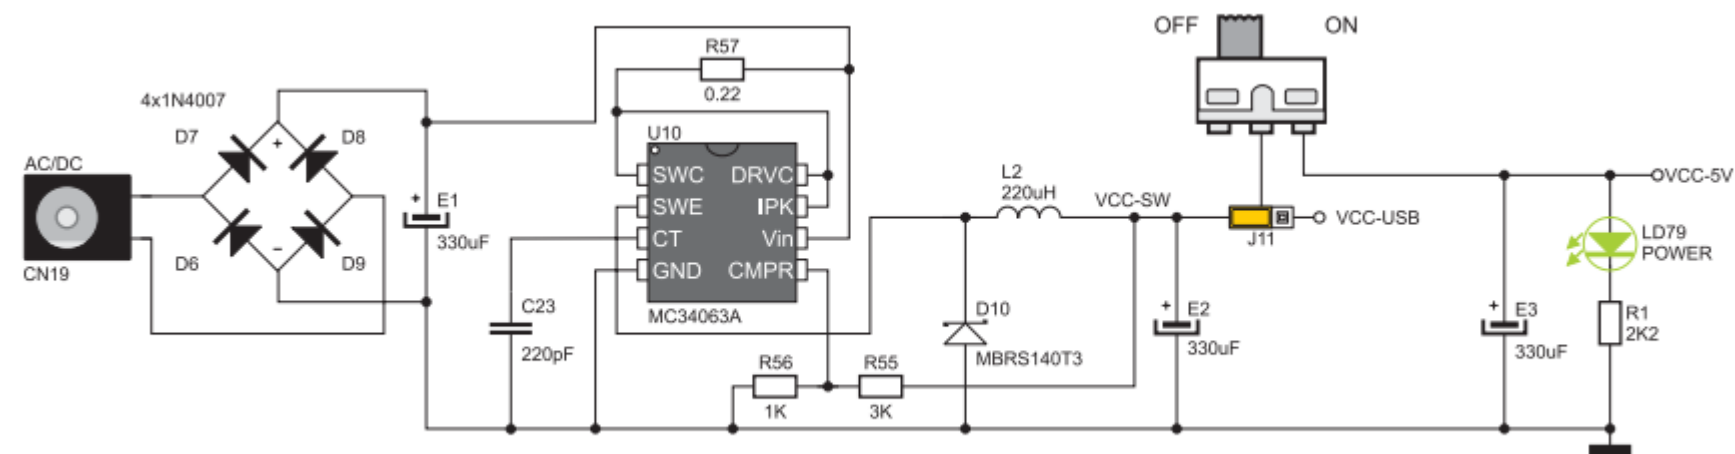 OFF
ON
R57
0.22
4x1N4007
D7
D8
+
U10
AC/DC
SWC
DRVC
L2
220uH
VCC-5V
SWE
IPK
VCC-SW
VCC-USB
+
E1
330uF
CT
Vin
J11
LD79
POWER
D6
−
D9
GND
CMPR
CN19
C23
220pF
MC34063A
D10
MBRS140T3
+
E2
330uF
+
E3
330uF
R1
2K2
R56
1K
R55
3K